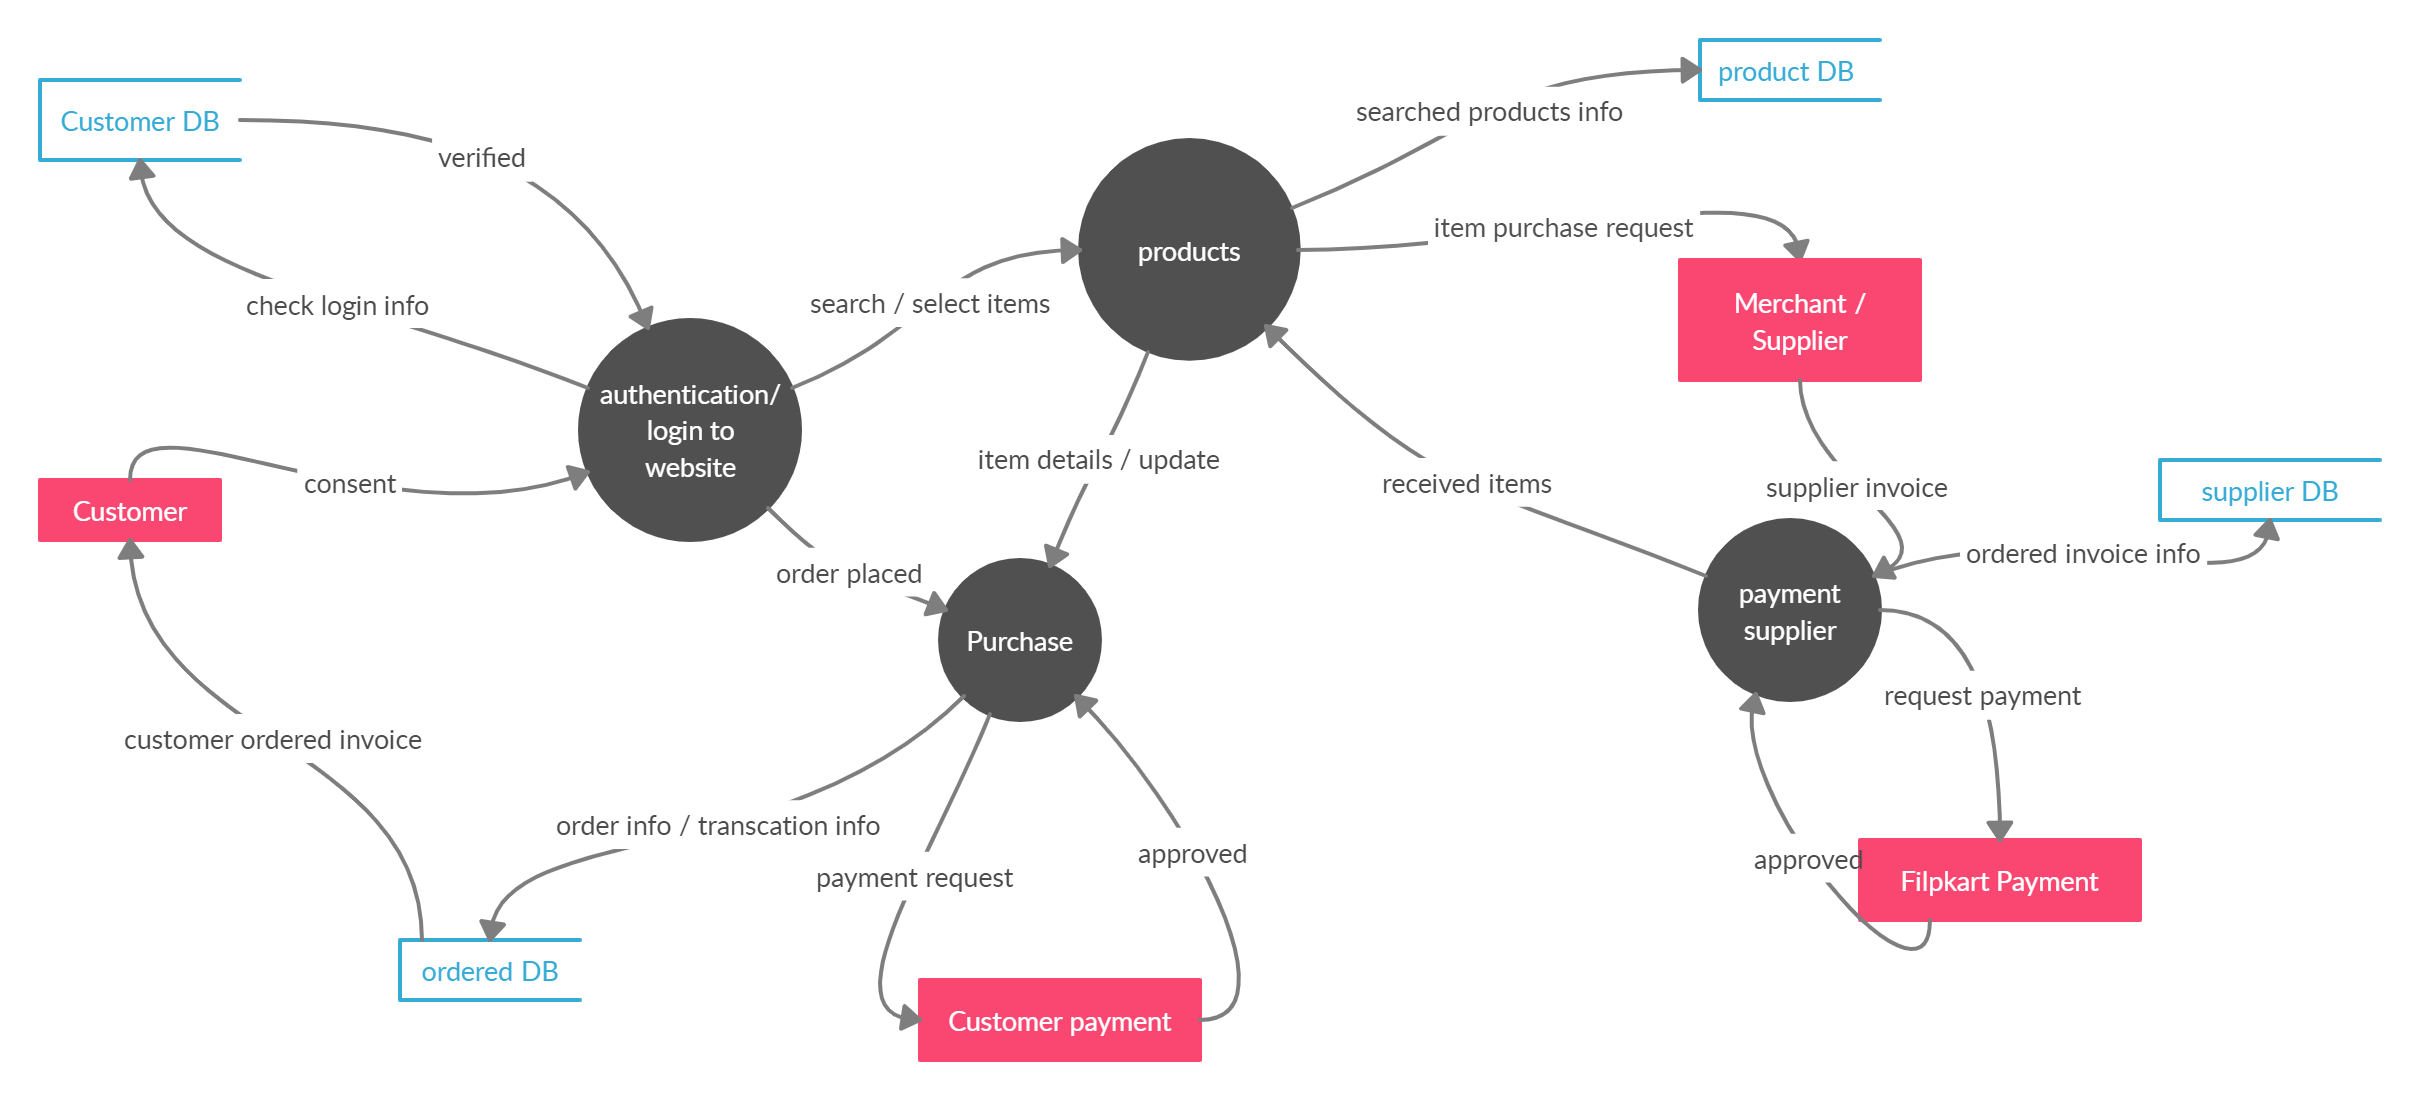 product DB
Customer DB
searched products info
verified
item purchase request
products
check login info
search / select items
Merchant /
Supplier
authentication/
login to
website
item details / update
consent
received items
supplier invoice
supplier DB
Customer
ordered invoice info
order placed
payment
supplier
Purchase
request payment
customer ordered invoice
order info / transcation info
approved
approved
payment request
Filpkart Payment
ordered DB
Customer payment